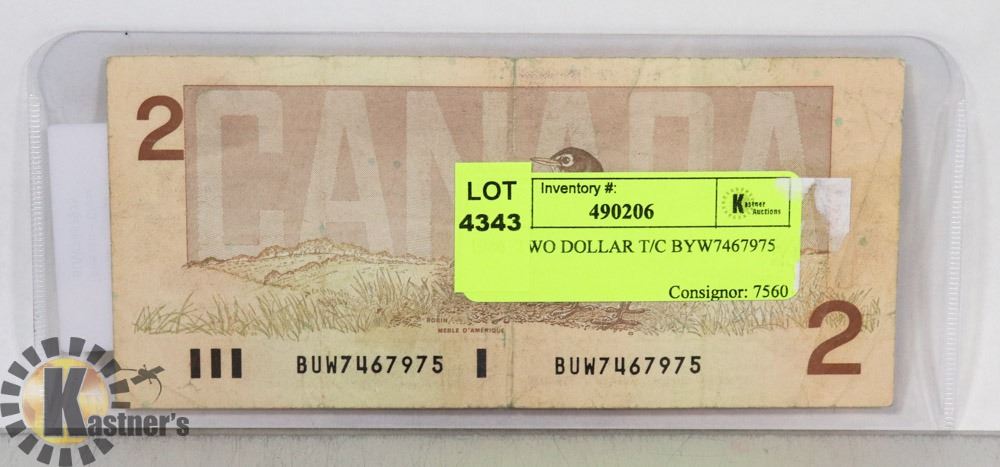 CANADA
2
LOT
4343
Inventory #:
490206
Kastner
Auctions
WO DOLLAR T/C BYW7467975
Consignor: 7560
ROBIN
MERLE D'AMÉRIQUE
2
BUW7467975
BUW7467975
Kastner's